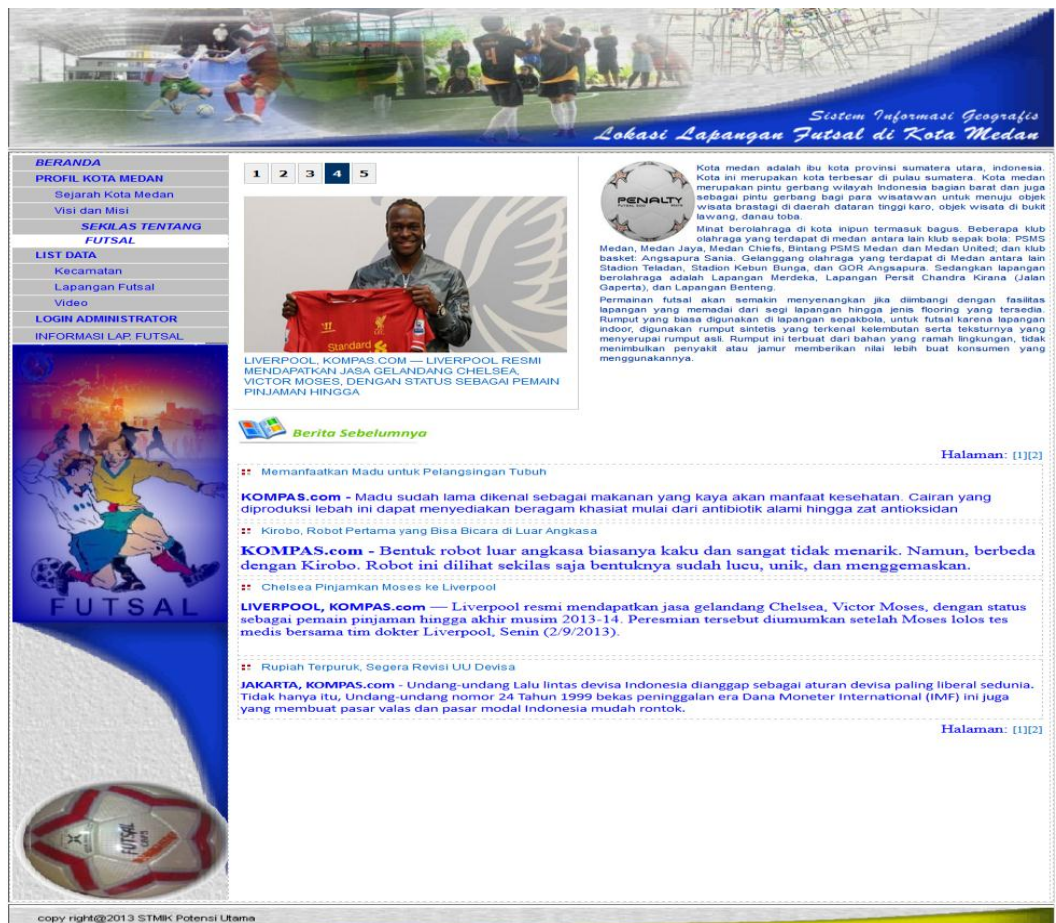 Sistem Informasi Geografis
Lokasi Lapangan Futsal di Kota Medan
BERANDA
PROFIL KOTA MEDAN
Sejarah Kota Medan
Visi dan Misi
SEKILAS TENTANG
FUTSAL
LIST DATA
Kecamatan
Lapangan Futsal
Video
LOGIN ADMINISTRATOR
INFORMASI LAP. FUTSAL
FUTSAL
FUTSAL
1 2 3 4 5
Standard
LIVERPOOL, KOMPAS.COM — LIVERPOOL RESMI
MENDAPATKAN JASA GELANDANG CHELSEA,
VICTOR MOSES, DENGAN STATUS SEBAGAI PEMAIN
PINJAMAN HINGGA
PENALTY
Kota medan adalah ibu kota provinsi sumatera utara, indonesia.
Kota ini merupakan kota terbesar di pulau sumatera. Kota medan
merupakan pintu gerbang wilayah Indonesia bagian barat dan juga
sebagai pintu gerbang bagi para wisatawan untuk menuju objek
wisata brastagi di daerah dataran tinggi karo, objek wisata di bukit
lawang, danau toba.
Minat berolahraga di kota inipun termasuk bagus. Beberapa klub
olahraga yang terdapat di medan antara lain klub sepak bola: PSMS
Medan, Medan Jaya, Medan Chiefs, Bintang PSMS Medan dan Medan United; dan klub
basket: Angsapura Sania. Gelanggang olahraga yang terdapat di Medan antara lain
Stadion Teladan, Stadion Kebun Bunga, dan GOR Angsapura. Sedangkan lapangan
berolahraga adalah Lapangan Merdeka, Lapangan Persit Chandra Kirana (Jalan
Gaperta), dan Lapangan Benteng.
Permainan futsal akan semakin menyenangkan jika diimbangi dengan fasilitas
lapangan yang memadai dari segi lapangan hingga jenis flooring yang tersedia.
Rumput yang biasa digunakan di lapangan sepakbola, untuk futsal karena lapangan
indoor, digunakan rumput sintetis yang terkenal kelembutan serta teksturnya yang
menyerupai rumput asli. Rumput ini terbuat dari bahan yang ramah lingkungan, tidak
menimbulkan penyakit atau jamur memberikan nilai lebih buat konsumen yang
menggunakannya.
Berita Sebelumnya
Halaman: [1][2]
Memanfaatkan Madu untuk Pelangsingan Tubuh
KOMPAS.com - Madu sudah lama dikenal sebagai makanan yang kaya akan manfaat kesehatan. Cairan yang
diproduksi lebah ini dapat menyediakan beragam khasiat mulai dari antibiotik alami hingga zat antioksidan
Kirobo, Robot Pertama yang Bisa Bicara di Luar Angkasa
KOMPAS.com - Bentuk robot luar angkasa biasanya kaku dan sangat tidak menarik. Namun, berbeda
dengan Kirobo. Robot ini dilihat sekilas saja bentuknya sudah lucu, unik, dan menggemaskan.
Chelsea Pinjamkan Moses ke Liverpool
LIVERPOOL, KOMPAS.com — Liverpool resmi mendapatkan jasa gelandang Chelsea, Victor Moses, dengan status
sebagai pemain pinjaman hingga akhir musim 2013-14. Peresmian tersebut diumumkan setelah Moses lolos tes
medis bersama tim dokter Liverpool, Senin (2/9/2013).
Rupiah Terpuruk, Segera Revisi UU Devisa
JAKARTA, KOMPAS.com - Undang-undang Lalu lintas devisa Indonesia dianggap sebagai aturan devisa paling liberal sedunia.
Tidak hanya itu, Undang-undang nomor 24 Tahun 1999 bekas peninggalan era Dana Moneter International (IMF) ini juga
yang membuat pasar valas dan pasar modal Indonesia mudah rontok.
Halaman: [1][2]
copy right@2013 STMIK Potensi Utama